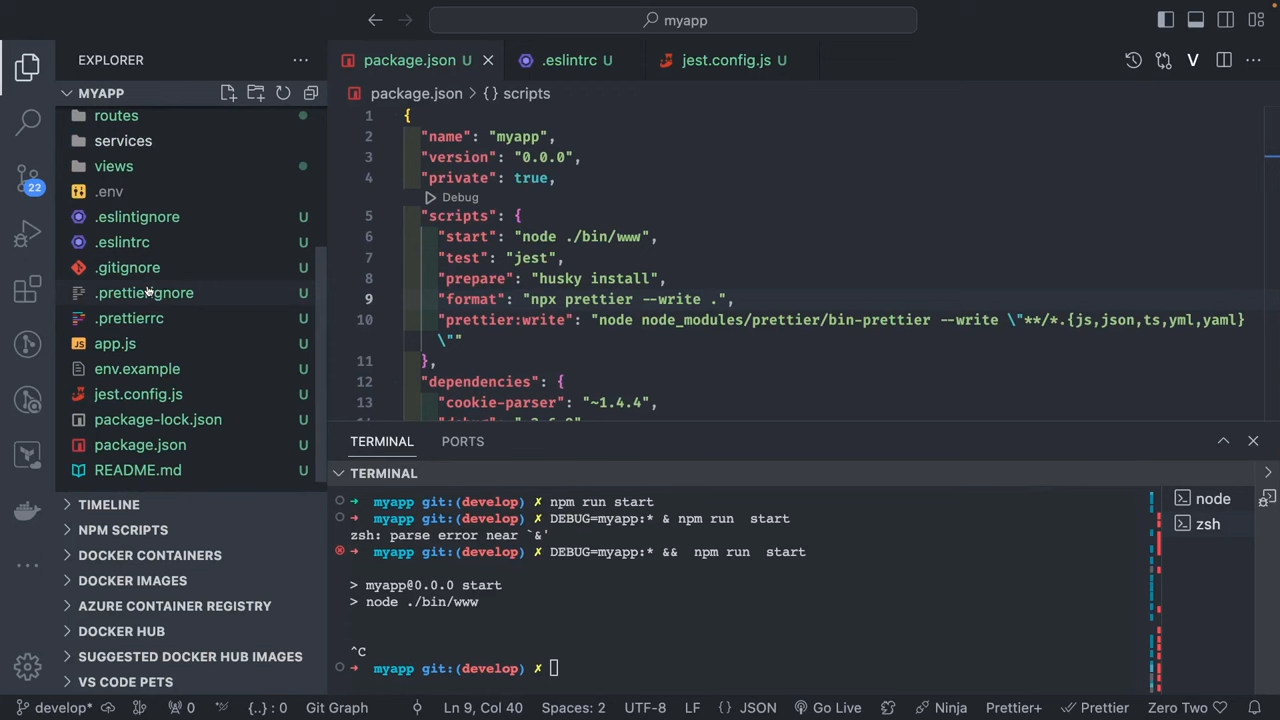 myapp
EXPLORER
MYAPP
routes
services
views
.env
.eslintignore U
.eslintrc U
.gitignore U
.prettierignore U
.prettierrc U
app.js U
env.example U
jest.config.js U
package-lock.json U
package.json U
README.md U
TIMELINE
NPM SCRIPTS
DOCKER CONTAINERS
DOCKER IMAGES
AZURE CONTAINER REGISTRY
DOCKER HUB
SUGGESTED DOCKER HUB IMAGES
VS CODE PETS
22
package.json U
.eslintrc U
jest.config.js U
V
package.json > {} scripts
1 {
2 "name": "myapp",
3 "version": "0.0.0",
4 "private": true,
Debug
5 "scripts": {
6 "start": "node ./bin/www",
7 "test": "jest",
8 "prepare": "husky install",
9 "format": "npx prettier --write .",
10 "prettier:write": "node node_modules/prettier/bin-prettier --write \"**/*.{js,json,ts,yml,yaml}
\""
11 },
12 "dependencies": {
13 "cookie-parser": "~1.4.4",
TERMINAL PORTS
TERMINAL
➜ myapp git:(develop) ✗ npm run start
➜ myapp git:(develop) ✗ DEBUG=myapp:* & npm run  start
zsh: parse error near `&'
➜ myapp git:(develop) ✗ DEBUG=myapp:* &&  npm run  start
> myapp@0.0.0 start
> node ./bin/www
^C
➜ myapp git:(develop) ✗
node
zsh
develop* 0 {..} : 0 Git Graph Ln 9, Col 40 Spaces: 2 UTF-8 LF {} JSON Go Live Ninja Prettier+ Prettier Zero Two